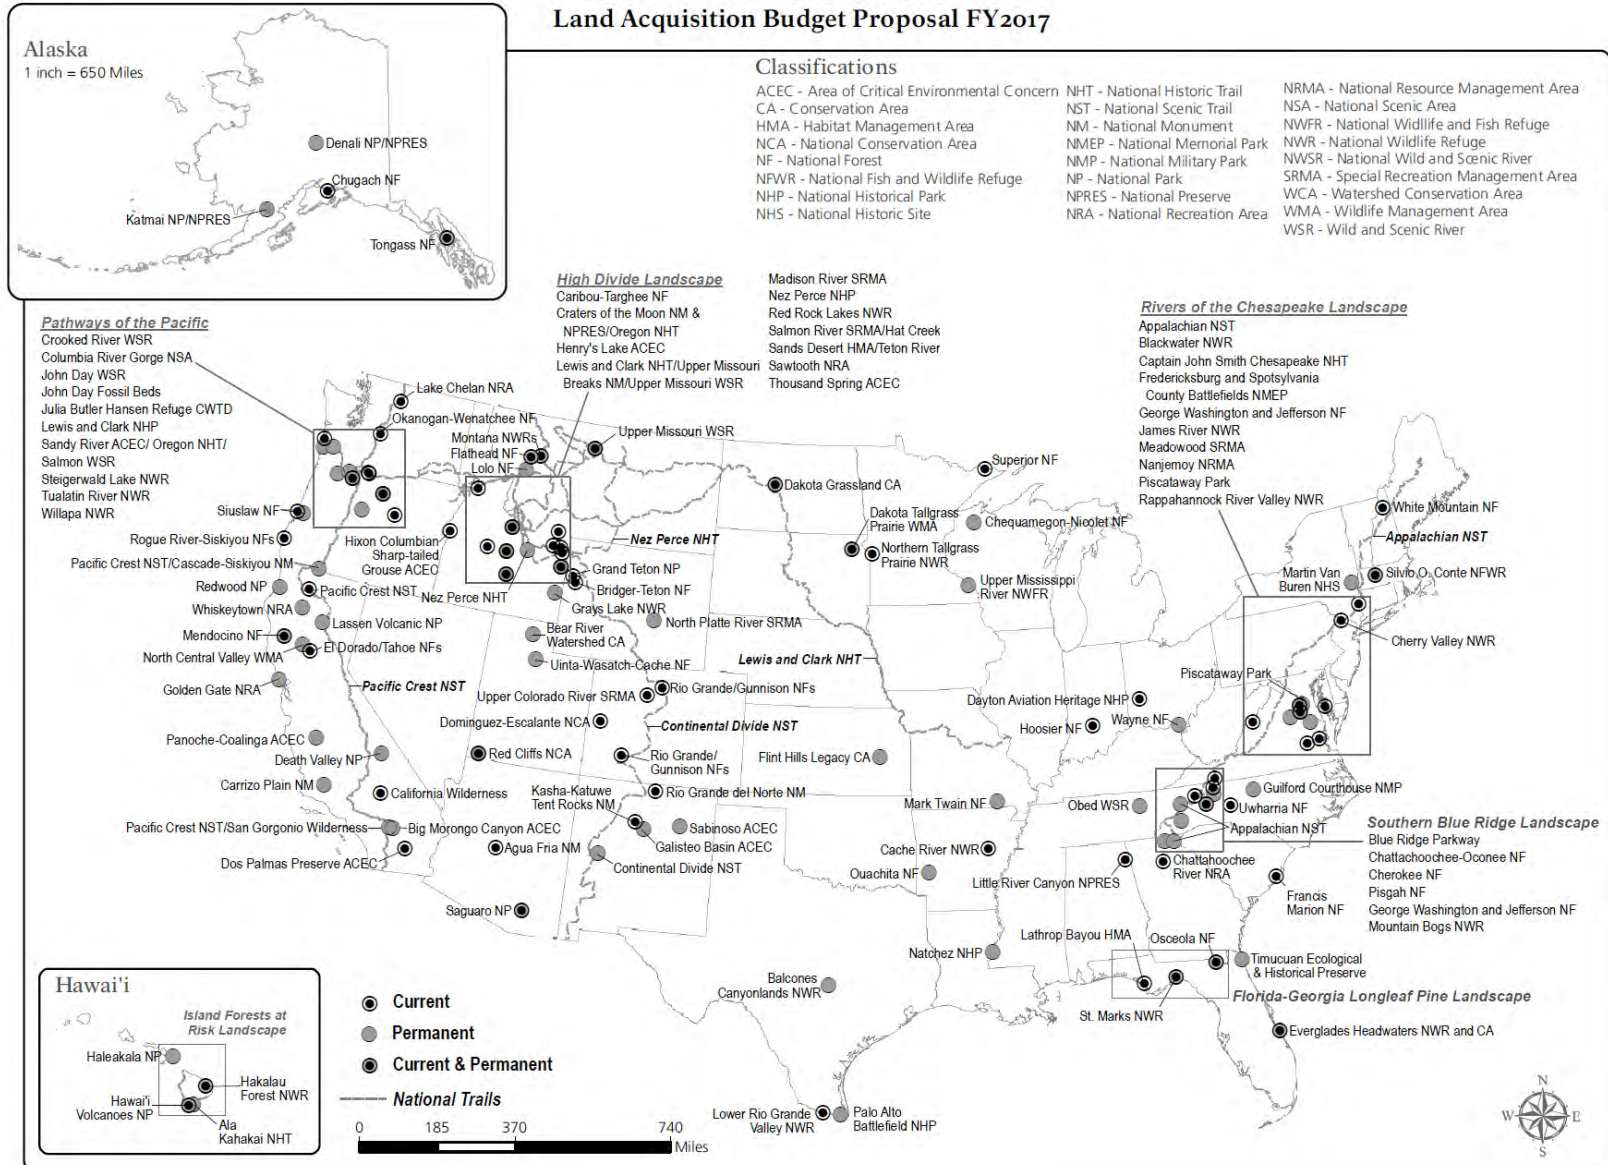 Land Acquisition Budget Proposal FY2017
Alaska
1 inch = 650 Miles
Denali NP/NPRES
Chugach NF
Katmai NP/NPRES
Tongass NF
Classifications
ACEC - Area of Critical Environmental Concern
CA - Conservation Area
HMA - Habitat Management Area
NCA - National Conservation Area
NF - National Forest
NFWR - National Fish and Wildlife Refuge
NHP - National Historical Park
NHS - National Historic Site
NHT - National Historic Trail
NST - National Scenic Trail
NM - National Monument
NMEP - National Memorial Park
NMP - National Military Park
NP - National Park
NPRES - National Preserve
NRA - National Recreation Area
NRMA - National Resource Management Area
NSA - National Scenic Area
NWFR - National Widllife and Fish Refuge
NWR - National Wildlife Refuge
NWSR - National Wild and Scenic River
SRMA - Special Recreation Management Area
WCA - Watershed Conservation Area
WMA - Wildlife Management Area
WSR - Wild and Scenic River
Pathways of the Pacific
Crooked River WSR
Columbia River Gorge NSA
John Day WSR
John Day Fossil Beds
Julia Butler Hansen Refuge CWTD
Lewis and Clark NHP
Sandy River ACEC/ Oregon NHT/
Salmon WSR
Steigerwald Lake NWR
Tualatin River NWR
Willapa NWR
High Divide Landscape
Caribou-Targhee NF
Craters of the Moon NM &
NPRES/Oregon NHT
Henry's Lake ACEC
Lewis and Clark NHT/Upper Missouri
Breaks NM/Upper Missouri WSR
Madison River SRMA
Nez Perce NHP
Red Rock Lakes NWR
Salmon River SRMA/Hat Creek
Sands Desert HMA/Teton River
Sawtooth NRA
Thousand Spring ACEC
Rivers of the Chesapeake Landscape
Appalachian NST
Blackwater NWR
Captain John Smith Chesapeake NHT
Fredericksburg and Spotsylvania
County Battlefields NMEP
George Washington and Jefferson NF
James River NWR
Meadowood SRMA
Nanjemoy NRMA
Piscataway Park
Rappahannock River Valley NWR
Lake Chelan NRA
Okanogan-Wenatchee NF
Montana NWRs
Flathead NF
Lolo NF
Upper Missouri WSR
Superior NF
Dakota Grassland CA
Dakota Tallgrass
Prairie WMA
Chequamegon-Nicolet NF
Northern Tallgrass
Prairie NWR
Upper Mississippi
River NWFR
White Mountain NF
Appalachian NST
Martin Van
Buren NHS
Silvio O. Conte NFWR
Cherry Valley NWR
Siuslaw NF
Rogue River-Siskiyou NFs
Pacific Crest NST/Cascade-Siskiyou NM
Redwood NP
Pacific Crest NST
Whiskeytown NRA
Lassen Volcanic NP
Mendocino NF
North Central Valley WMA
El Dorado/Tahoe NFs
Golden Gate NRA
Pacific Crest NST
Hixon Columbian
Sharp-tailed
Grouse ACEC
Nez Perce NHT
Nez Perce NHT
Grand Teton NP
Bridger-Teton NF
Grays Lake NWR
Bear River
Watershed CA
North Platte River SRMA
Uinta-Wasatch-Cache NF
Lewis and Clark NHT
Upper Colorado River SRMA
Rio Grande/Gunnison NFs
Dominguez-Escalante NCA
Continental Divide NST
Panoche-Coalinga ACEC
Death Valley NP
Red Cliffs NCA
Rio Grande/
Gunnison NFs
Carrizo Plain NM
California Wilderness
Kasha-Katuwe
Tent Rocks NM
Rio Grande del Norte NM
Pacific Crest NST/San Gorgonio Wilderness
Big Morongo Canyon ACEC
Sabinoso ACEC
Galisteo Basin ACEC
Dos Palmas Preserve ACEC
Agua Fria NM
Continental Divide NST
Saguaro NP
Piscataway Park
Dayton Aviation Heritage NHP
Hoosier NF
Wayne NF
Flint Hills Legacy CA
Mark Twain NF
Obed WSR
Guilford Courthouse NMP
Uwharria NF
Appalachian NST
Cache River NWR
Ouachita NF
Little River Canyon NPRES
Chattahoochee
River NRA
Southern Blue Ridge Landscape
Blue Ridge Parkway
Chattachoochee-Oconee NF
Cherokee NF
Pisgah NF
George Washington and Jefferson NF
Mountain Bogs NWR
Francis
Marion NF
Lathrop Bayou HMA
Osceola NF
Natchez NHP
Timucuan Ecological
& Historical Preserve
Balcones
Canyonlands NWR
Florida-Georgia Longleaf Pine Landscape
St. Marks NWR
Everglades Headwaters NWR and CA
Lower Rio Grande
Valley NWR
Palo Alto
Battlefield NHP
Hawai'i
Island Forests at
Risk Landscape
Haleakala NP
Hakalau
Forest NWR
Hawai'i
Volcanoes NP
Ala
Kahakai NHT
Current
Permanent
Current & Permanent
National Trails
0 185 370 740
Miles
N
W E
S